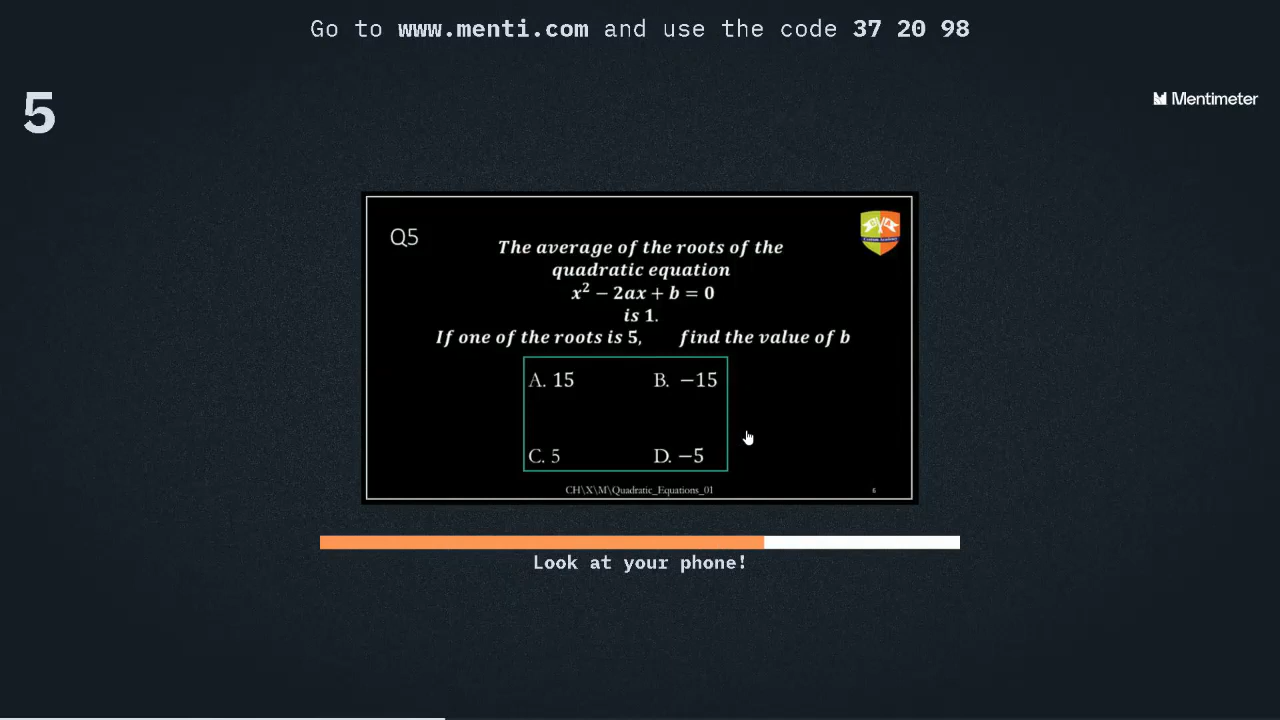 Go to www.menti.com and use the code 37 20 98
5
Mentimeter
Q5
The average of the roots of the
quadratic equation
x² − 2ax + b = 0
is 1.
If one of the roots is 5, find the value of b
A. 15 B. −15
C. 5 D. −5
CH\X\M\Quadratic_Equations_01 6
Look at your phone!